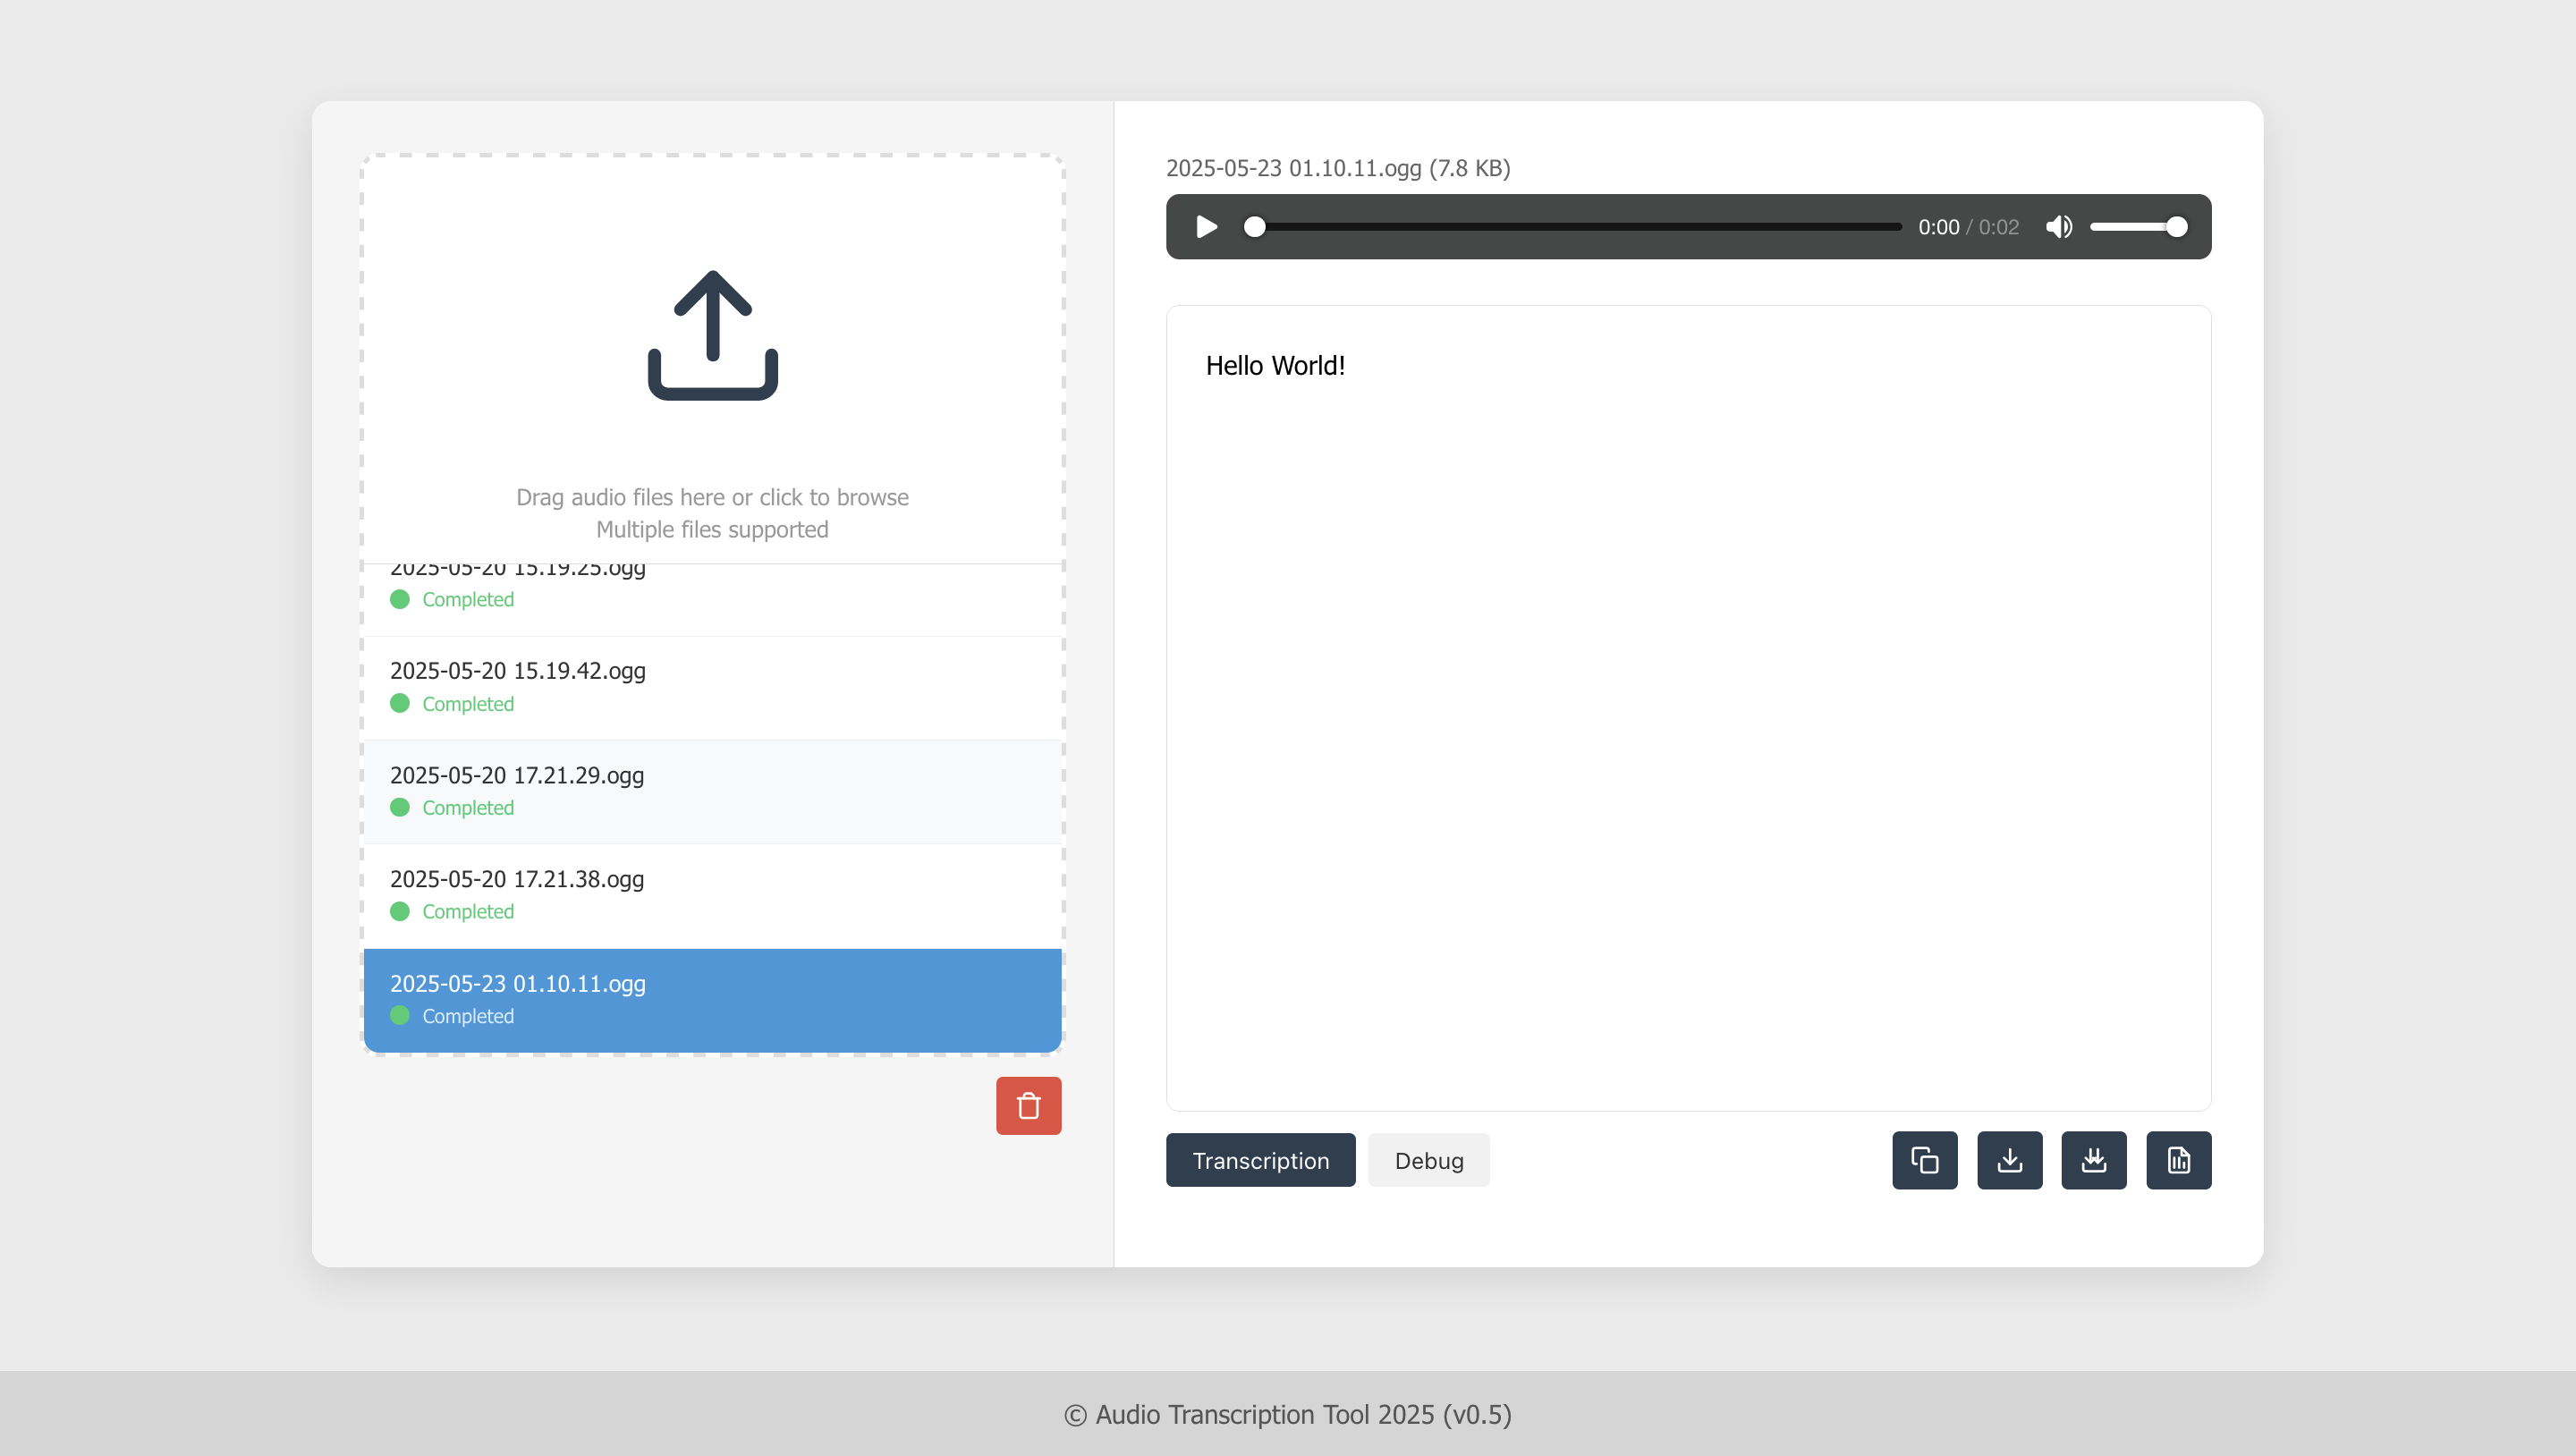 Drag audio files here or click to browse
Multiple files supported
2025-05-20 15.19.25.ogg
Completed
2025-05-20 15.19.42.ogg
Completed
2025-05-20 17.21.29.ogg
Completed
2025-05-20 17.21.38.ogg
Completed
2025-05-23 01.10.11.ogg
Completed
2025-05-23 01.10.11.ogg (7.8 KB)
0:00 / 0:02
Hello World!
Transcription Debug
© Audio Transcription Tool 2025 (v0.5)